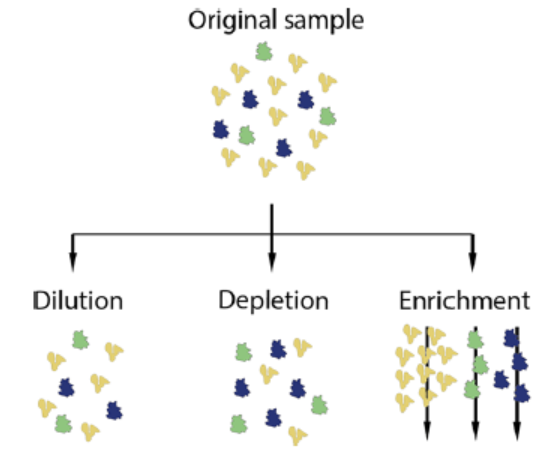 Original sample
Dilution
Depletion
Enrichment